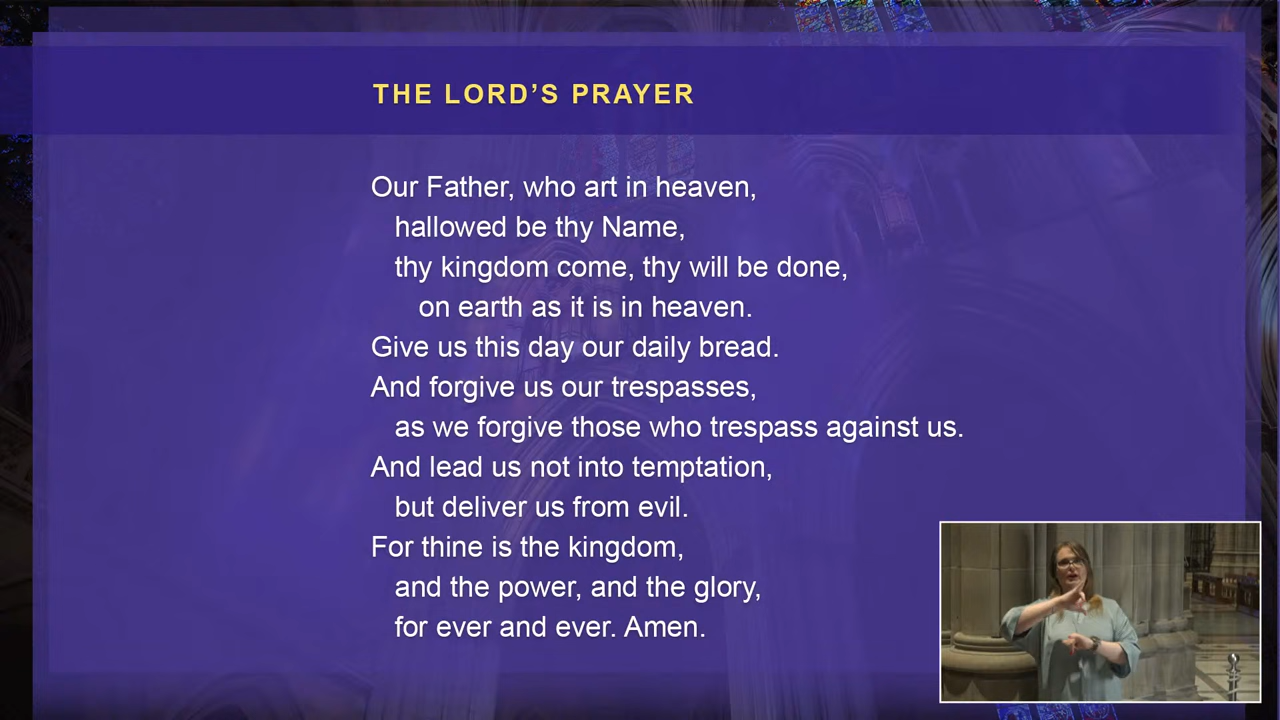 THE LORD’S PRAYER
Our Father, who art in heaven,
hallowed be thy Name,
thy kingdom come, thy will be done,
on earth as it is in heaven.
Give us this day our daily bread.
And forgive us our trespasses,
as we forgive those who trespass against us.
And lead us not into temptation,
but deliver us from evil.
For thine is the kingdom,
and the power, and the glory,
for ever and ever. Amen.